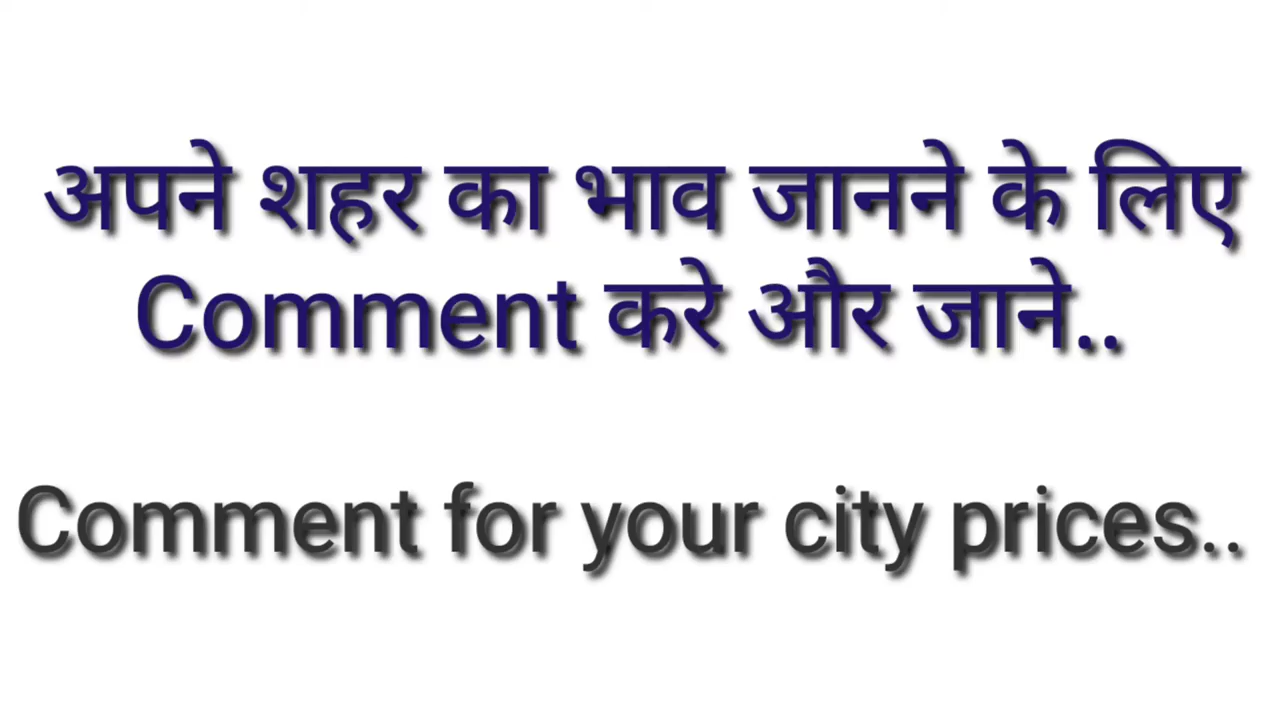 अपने शहर का भाव जानने के लिए
Comment करे और जाने..
Comment for your city prices..